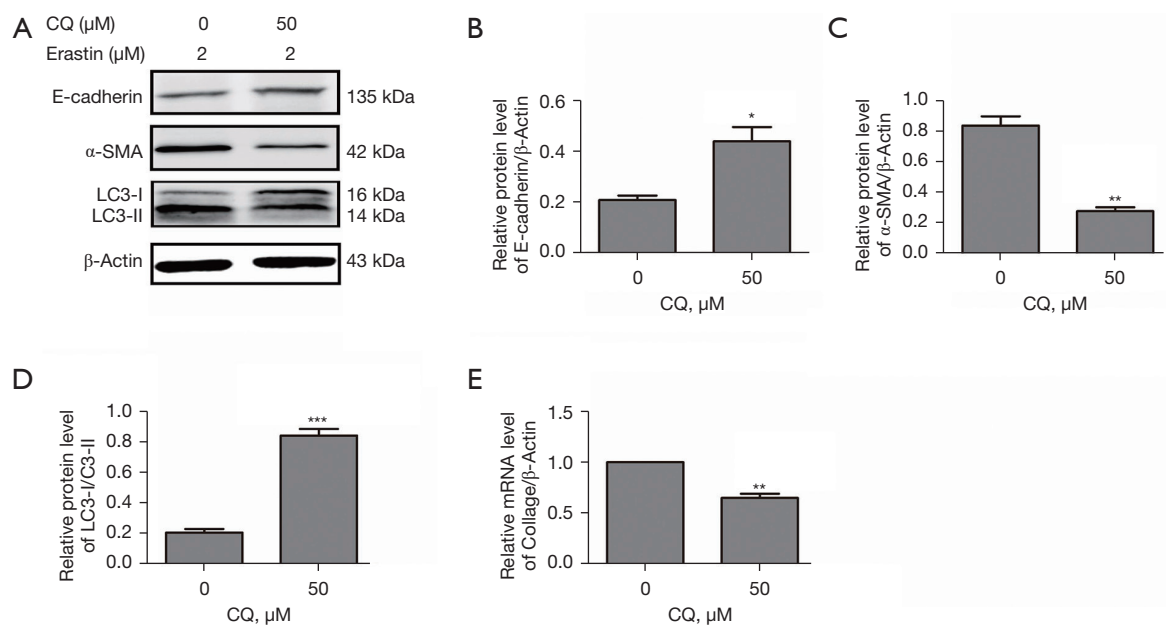 A
CQ (μM) 0 50
Erastin (μM) 2 2
E-cadherin 135 kDa
α-SMA 42 kDa
LC3-I 16 kDa
LC3-II 14 kDa
β-Actin 43 kDa
B
Relative protein level
of E-cadherin/β-Actin
0.6
0.4
0.2
0.0
*
0 50
CQ, μM
C
Relative protein level
of α-SMA/β-Actin
1.0
0.8
0.6
0.4
0.2
0.0
**
0 50
CQ, μM
D
Relative protein level
of LC3-I/C3-II
1.0
0.8
0.6
0.4
0.2
0.0
***
0 50
CQ, μM
E
Relative mRNA level
of Collage/β-Actin
1.5
1.0
0.5
0.0
**
0 50
CQ, μM